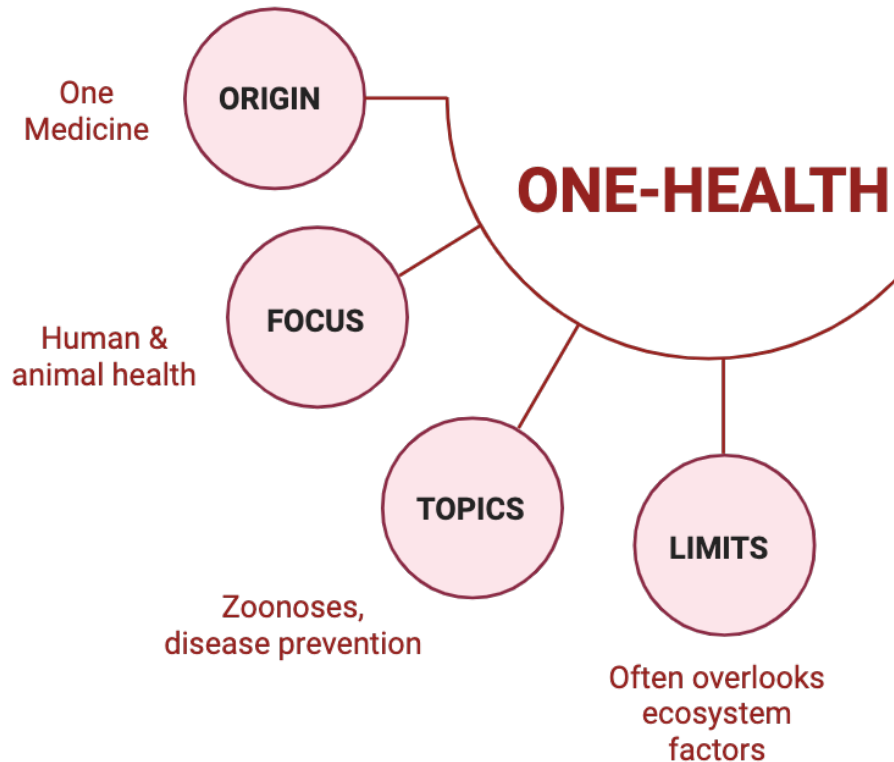 ONE-HEALTH
ORIGIN
One
Medicine
FOCUS
Human &
animal health
TOPICS
Zoonoses,
disease prevention
LIMITS
Often overlooks
ecosystem
factors